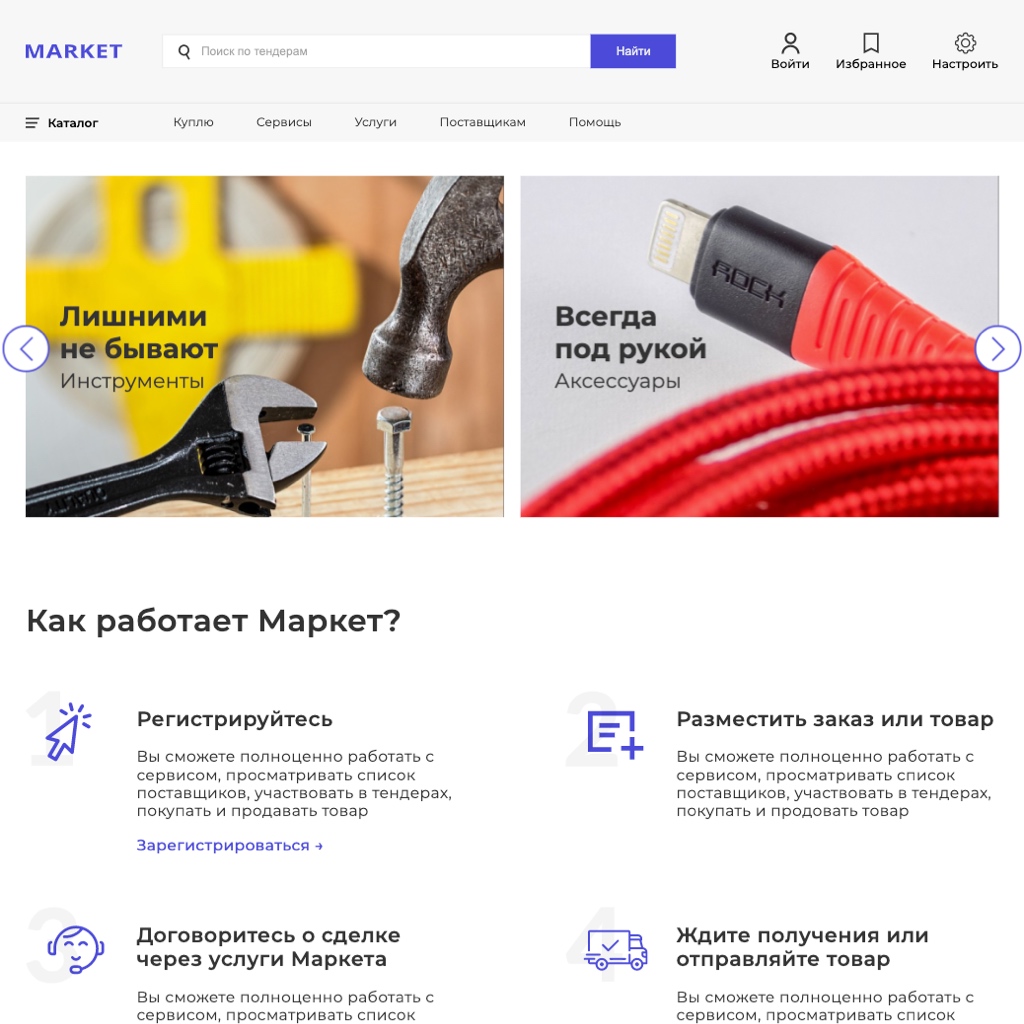 MARKET
Поиск по тендерам
Найти
Войти
Избранное
Настроить
Каталог
Куплю
Сервисы
Услуги
Поставщикам
Помощь
Лишними
не бывают
Инструменты
Всегда
под рукой
Аксессуары
ROCK
Как работает Маркет?
1
Регистрируйтесь
Вы сможете полноценно работать с
сервисом, просматривать список
поставщиков, участвовать в тендерах,
покупать и продавать товар
Зарегистрироваться →
2
Разместить заказ или товар
Вы сможете полноценно работать с
сервисом, просматривать список
поставщиков, участвовать в тендерах,
покупать и продовать товар
3
Договоритесь о сделке
через услуги Маркета
Вы сможете полноценно работать с
сервисом, просматривать список
4
Ждите получения или
отправляйте товар
Вы сможете полноценно работать с
сервисом, просматривать список